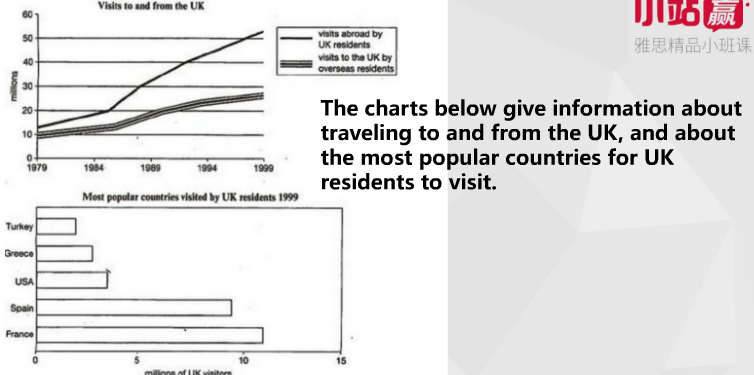 Visits to and from the UK
小站赢
雅思精品小班课
millions
60
50
40
30
20
10
0
1979 1984 1989 1994 1999
visits abroad by
UK residents
visits to the UK by
overseas residents
The charts below give information about
traveling to and from the UK, and about
the most popular countries for UK
residents to visit.
Most popular countries visited by UK residents 1999
Turkey
Greece
USA
Spain
France
0 5 10 15
millions of UK visitors